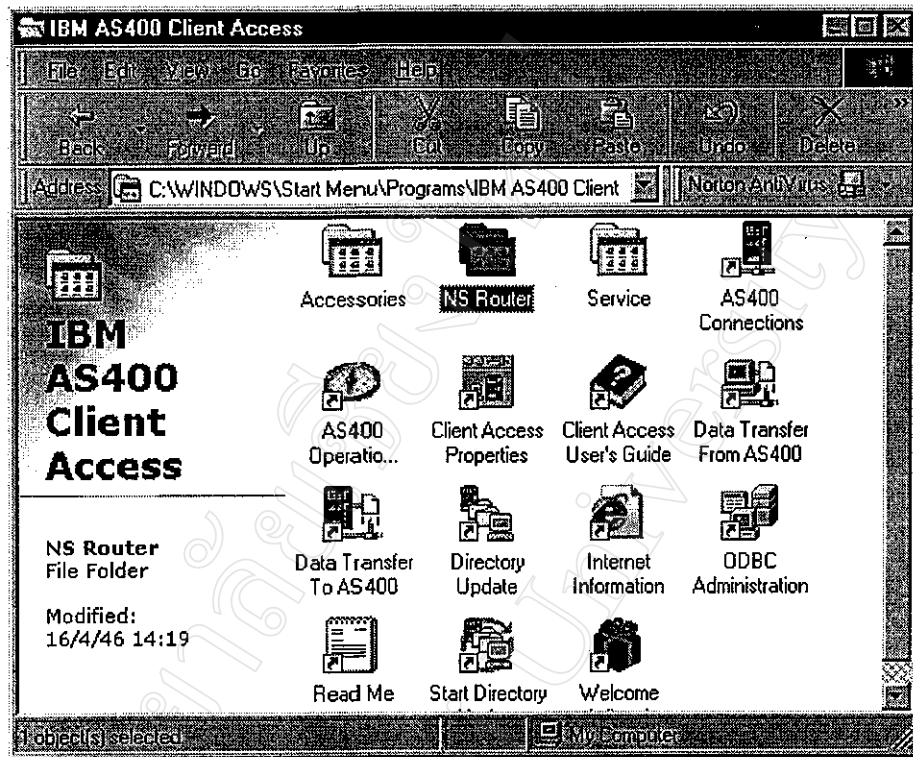 IBM AS400 Client Access
File Edit View Go Favorites Help
Back Forward Up Cut Copy Paste Undo Delete »
Address C:\WINDOWS\Start Menu\Programs\IBM AS400 Client Norton AntiVirus
Accessories NS Router Service AS400
Connections
IBM
AS400
Client
Access
AS400 Client Access Client Access Data Transfer
Operatio... Properties User's Guide From AS400
NS Router
File Folder
Modified:
16/4/46 14:19
Data Transfer Directory Internet ODBC
To AS400 Update Information Administration
Read Me Start Directory Welcome
1 object(s) selected My Computer
University